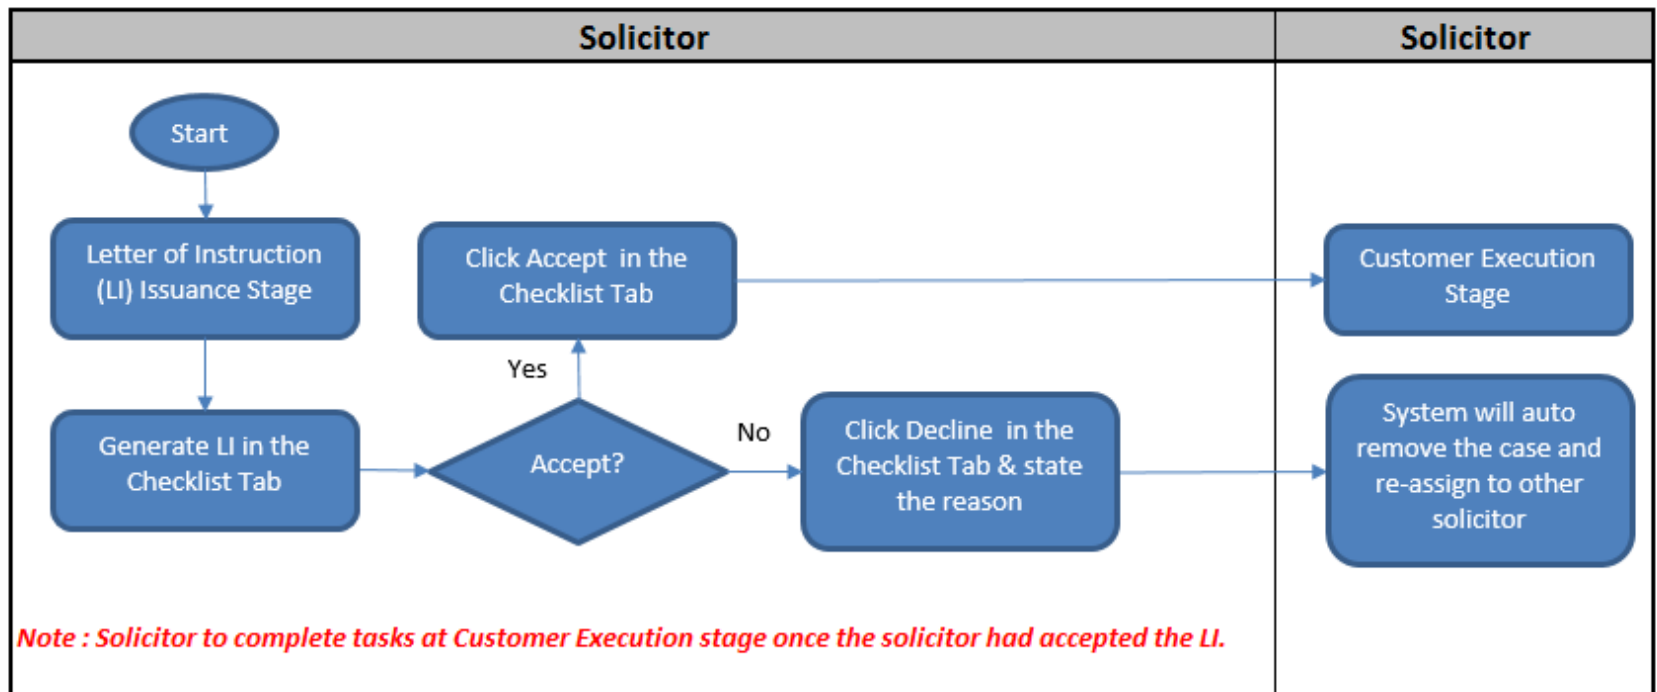 Solicitor
Solicitor
Start
Letter of Instruction
(LI) Issuance Stage
Click Accept in the
Checklist Tab
Customer Execution
Stage
Yes
Generate LI in the
Checklist Tab
Accept?
No
Click Decline in the
Checklist Tab & state
the reason
System will auto
remove the case and
re-assign to other
solicitor
Note : Solicitor to complete tasks at Customer Execution stage once the solicitor had accepted the LI.